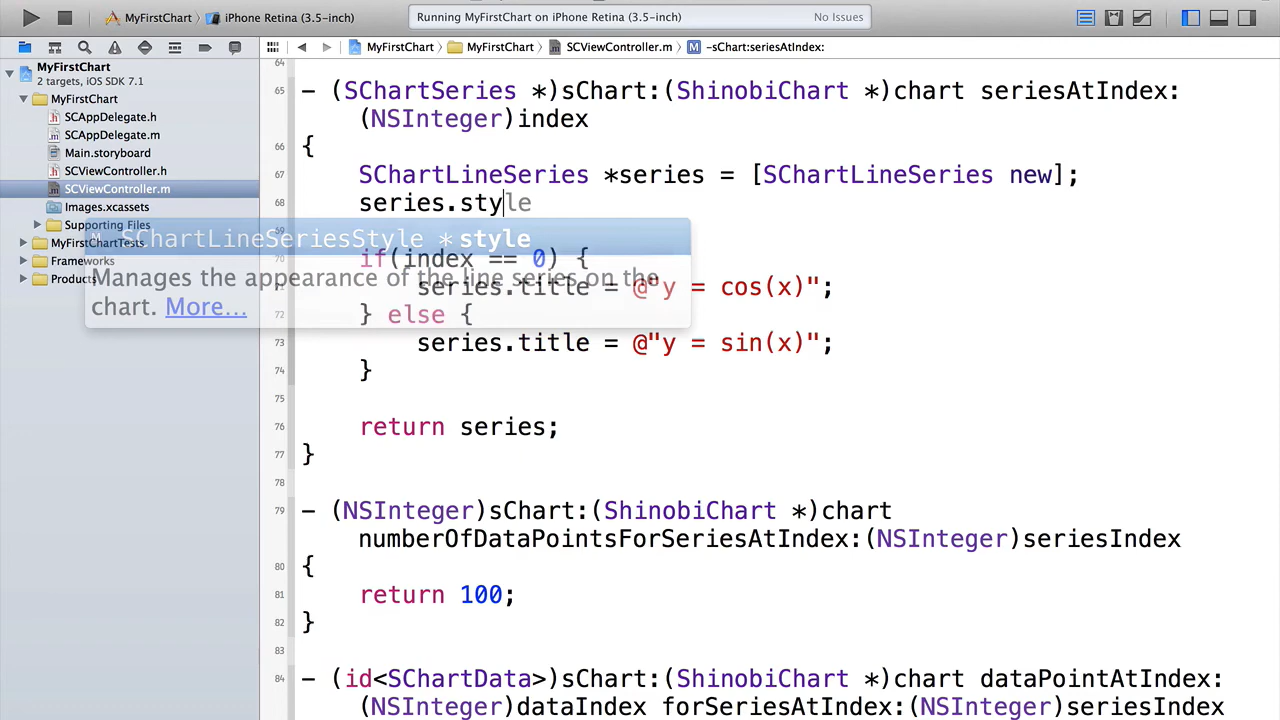 MyFirstChart iPhone Retina (3.5-inch) Running MyFirstChart on iPhone Retina (3.5-inch) No Issues
MyFirstChart MyFirstChart SCViewController.m M -sChart:seriesAtIndex:
MyFirstChart
2 targets, iOS SDK 7.1
MyFirstChart
SCAppDelegate.h
SCAppDelegate.m
Main.storyboard
SCViewController.h
SCViewController.m
Images.xcassets
Supporting Files
MyFirstChartTests
Frameworks
Products
64
65 - (SChartSeries *)sChart:(ShinobiChart *)chart seriesAtIndex:
(NSInteger)index
66 {
67 SChartLineSeries *series = [SChartLineSeries new];
68 series.style
M SChartLineSeriesStyle *style
Manages the appearance of the line series on the
chart. More...
70 if(index == 0) {
series.title = @"y = cos(x)";
72 } else {
73 series.title = @"y = sin(x)";
74 }
75
76 return series;
77 }
78
79 - (NSInteger)sChart:(ShinobiChart *)chart
numberOfDataPointsForSeriesAtIndex:(NSInteger)seriesIndex
80 {
81 return 100;
82 }
83
84 - (id<SChartData>)sChart:(ShinobiChart *)chart dataPointAtIndex:
(NSInteger)dataIndex forSeriesAtIndex:(NSInteger)seriesIndex